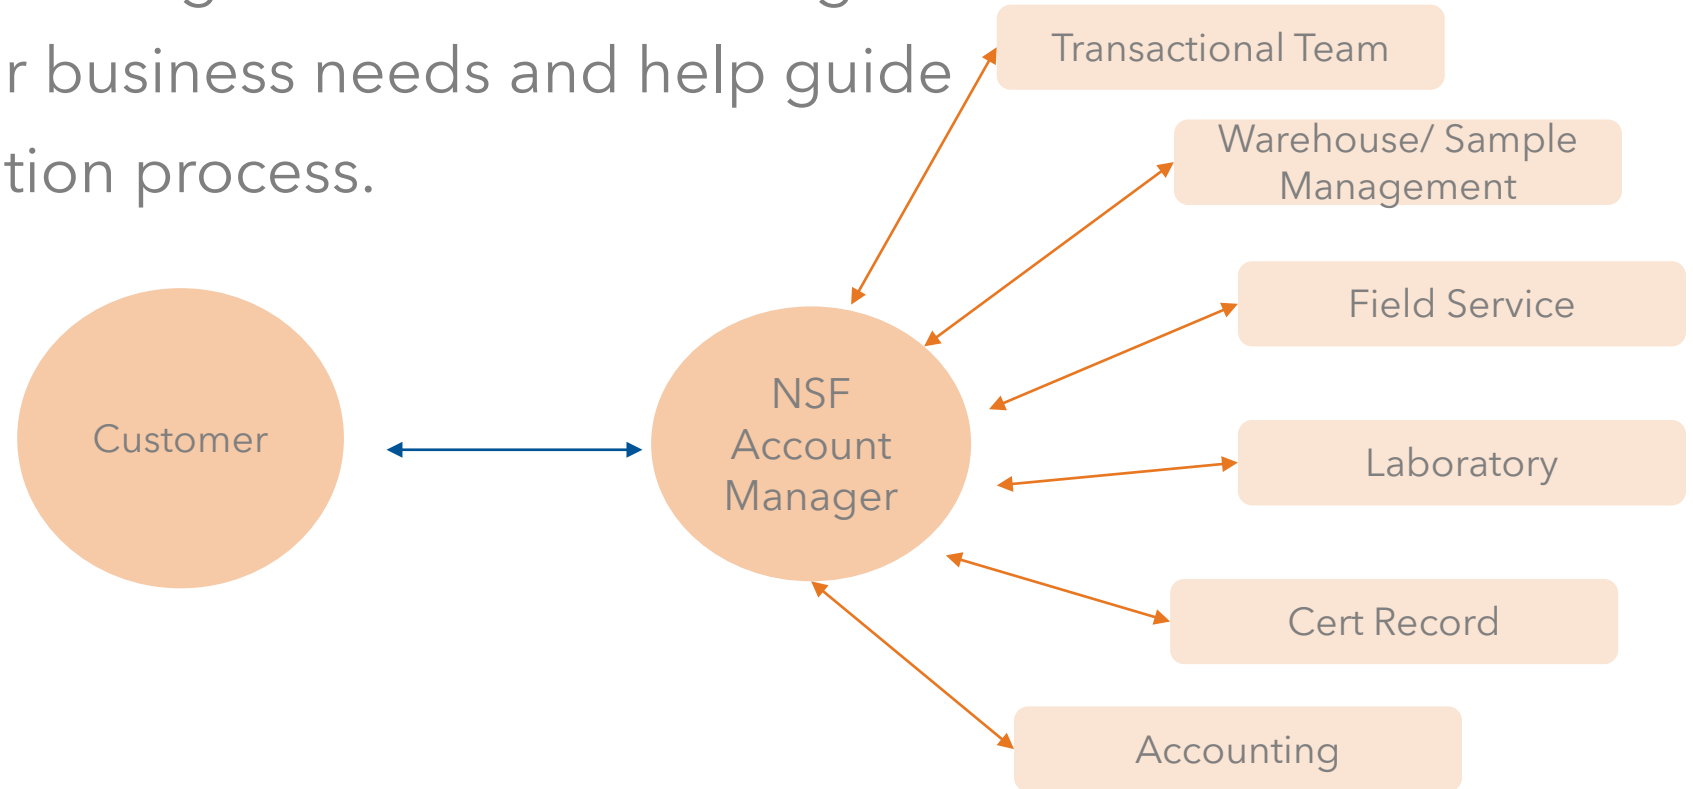 r business needs and help guide
tion process.
Transactional Team
Warehouse/ Sample
Management
Field Service
Customer
NSF
Account
Manager
Laboratory
Cert Record
Accounting